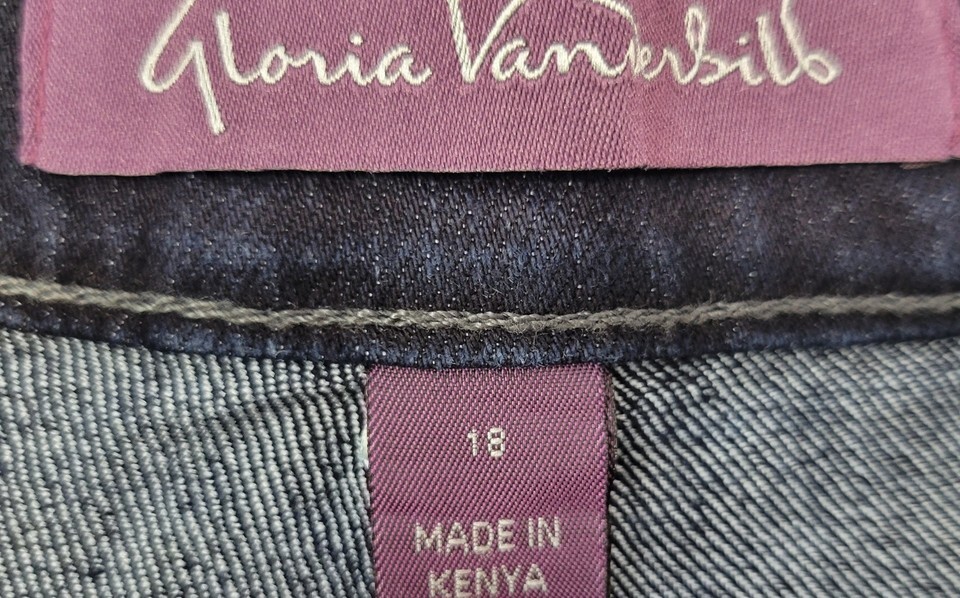 Gloria Vanderbilt
18
MADE IN
KENYA